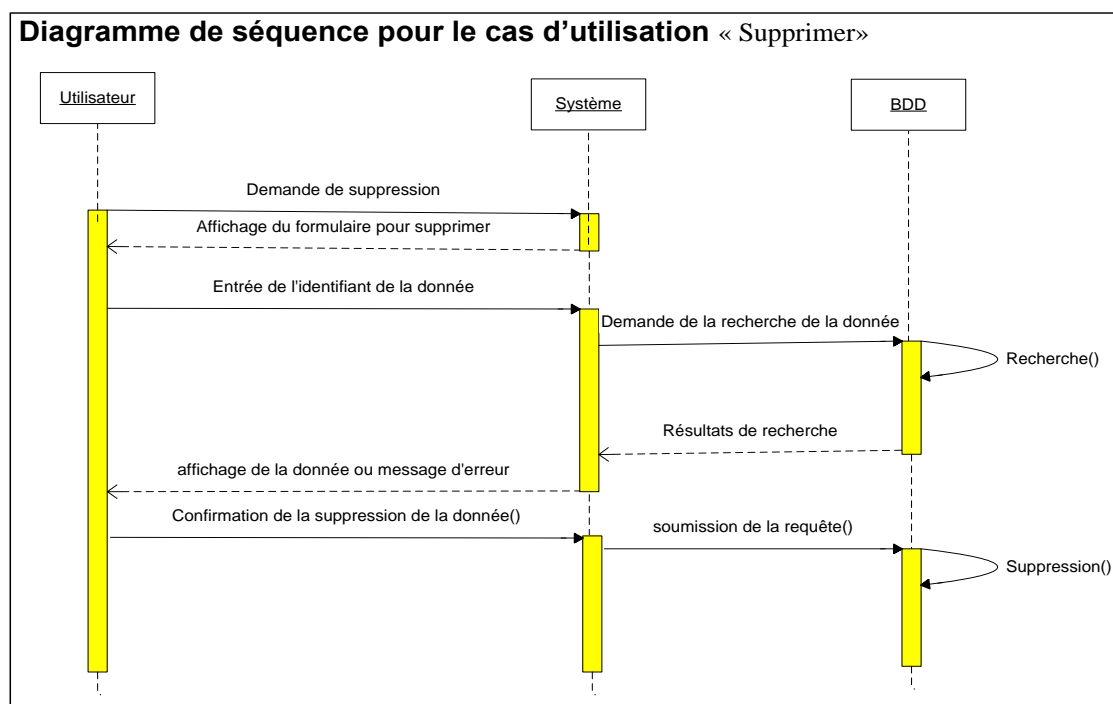 Diagramme de séquence pour le cas d’utilisation « Supprimer»
Utilisateur
Système
BDD
Demande de suppression
Affichage du formulaire pour supprimer
Entrée de l'identifiant de la donnée
Demande de la recherche de la donnée
Recherche()
Résultats de recherche
affichage de la donnée ou message d'erreur
Confirmation de la suppression de la donnée()
soumission de la requête()
Suppression()